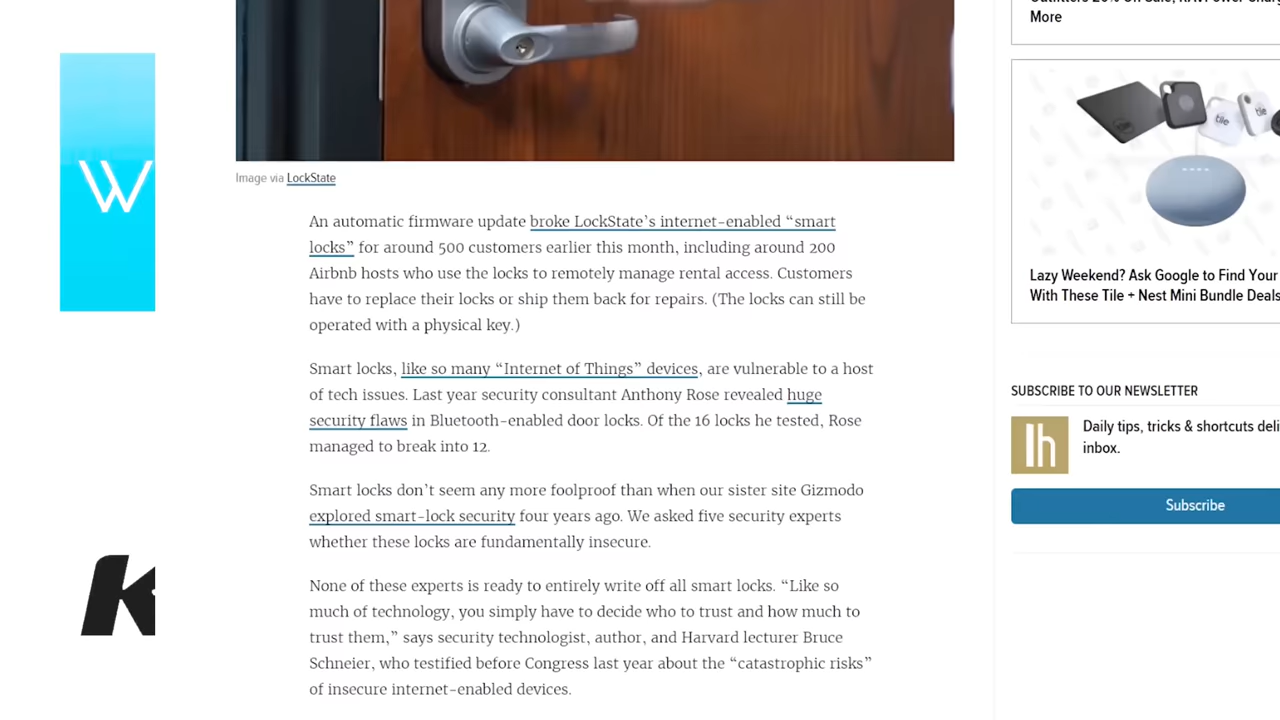 W
Image via LockState
An automatic firmware update broke LockState’s internet-enabled “smart
locks” for around 500 customers earlier this month, including around 200
Airbnb hosts who use the locks to remotely manage rental access. Customers
have to replace their locks or ship them back for repairs. (The locks can still be
operated with a physical key.)
Smart locks, like so many “Internet of Things” devices, are vulnerable to a host
of tech issues. Last year security consultant Anthony Rose revealed huge
security flaws in Bluetooth-enabled door locks. Of the 16 locks he tested, Rose
managed to break into 12.
Smart locks don’t seem any more foolproof than when our sister site Gizmodo
explored smart-lock security four years ago. We asked five security experts
whether these locks are fundamentally insecure.
None of these experts is ready to entirely write off all smart locks. “Like so
much of technology, you simply have to decide who to trust and how much to
trust them,” says security technologist, author, and Harvard lecturer Bruce
Schneier, who testified before Congress last year about the “catastrophic risks”
of insecure internet-enabled devices.
K
More
tile
tile
Lazy Weekend? Ask Google to Find Your
With These Tile + Nest Mini Bundle Deals
SUBSCRIBE TO OUR NEWSLETTER
lh
Daily tips, tricks & shortcuts deli
inbox.
Subscribe